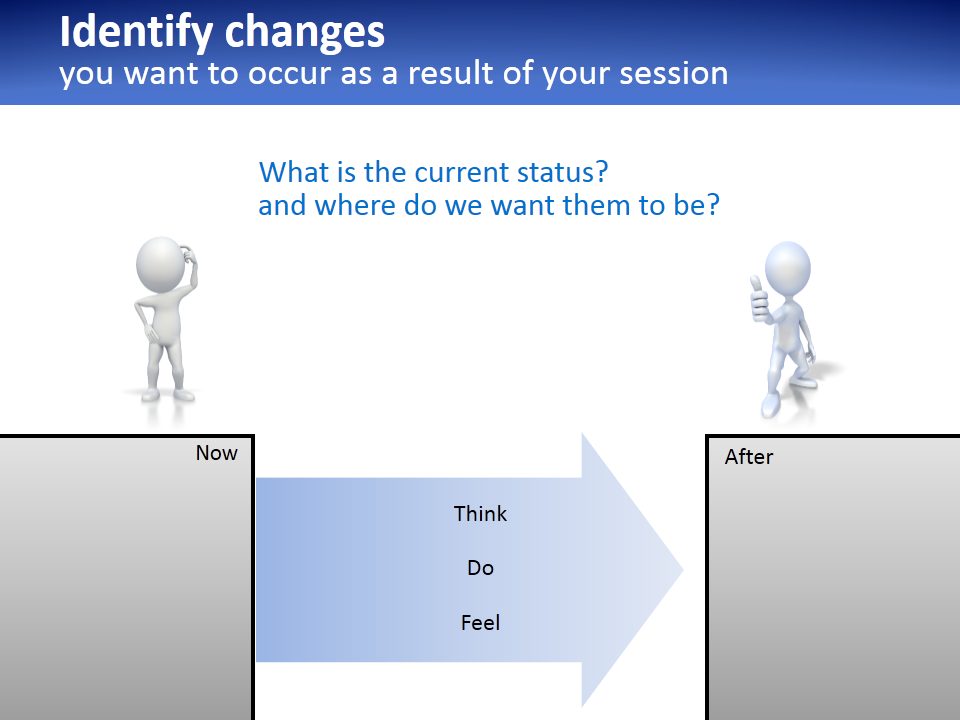 Identify changes
you want to occur as a result of your session
What is the current status?
and where do we want them to be?
Now
After
Think
Do
Feel